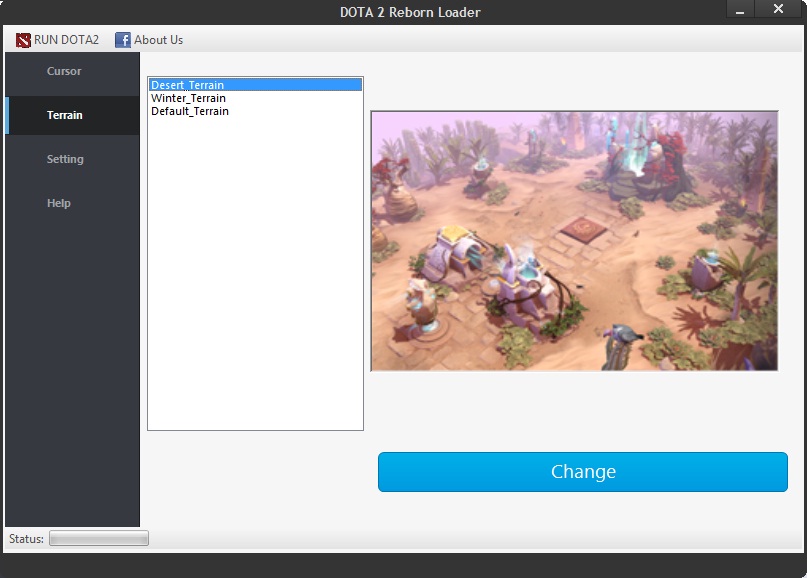 DOTA 2 Reborn Loader
RUN DOTA2
About Us
Cursor
Terrain
Setting
Help
Desert_Terrain
Winter_Terrain
Default_Terrain
Change
Status: